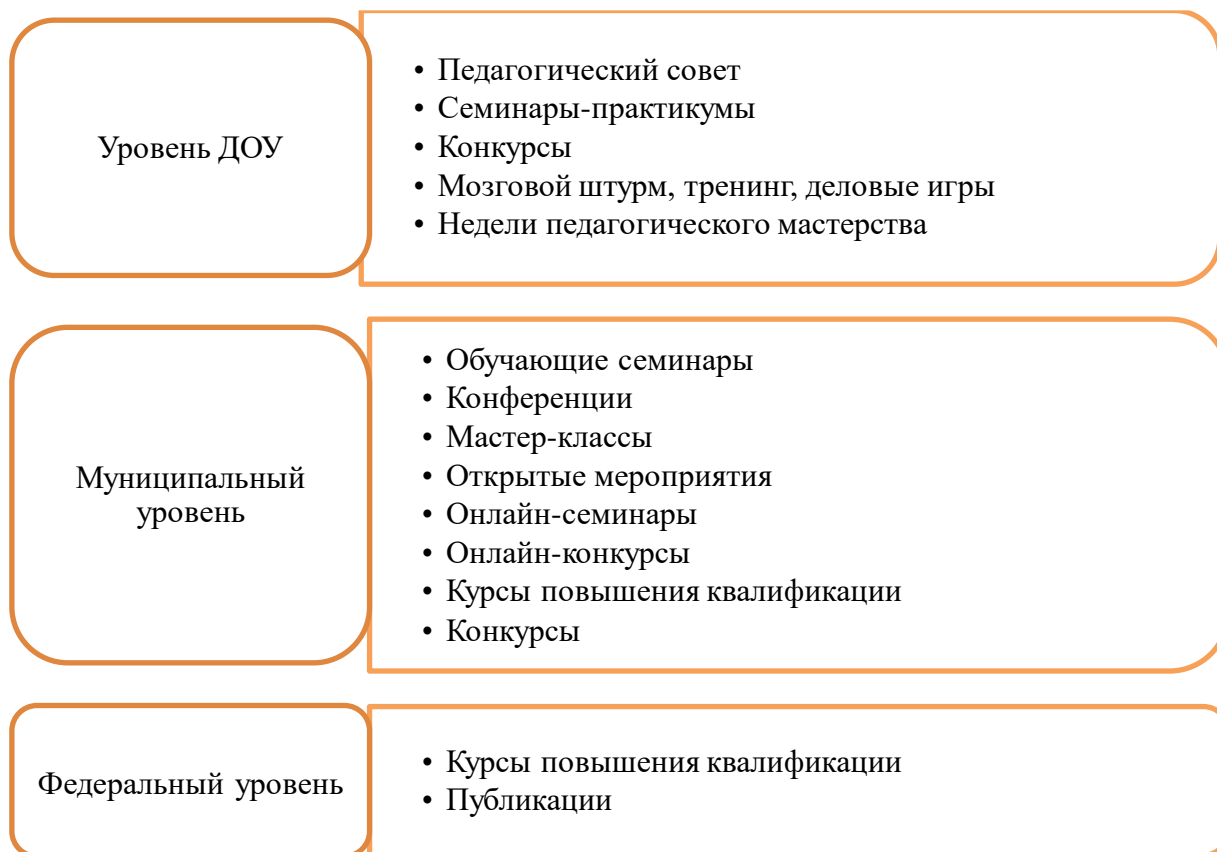 Уровень ДОУ
• Педагогический совет
• Семинары-практикумы
• Конкурсы
• Мозговой штурм, тренинг, деловые игры
• Недели педагогического мастерства
Муниципальный
уровень
• Обучающие семинары
• Конференции
• Мастер-классы
• Открытые мероприятия
• Онлайн-семинары
• Онлайн-конкурсы
• Курсы повышения квалификации
• Конкурсы
Федеральный уровень
• Курсы повышения квалификации
• Публикации